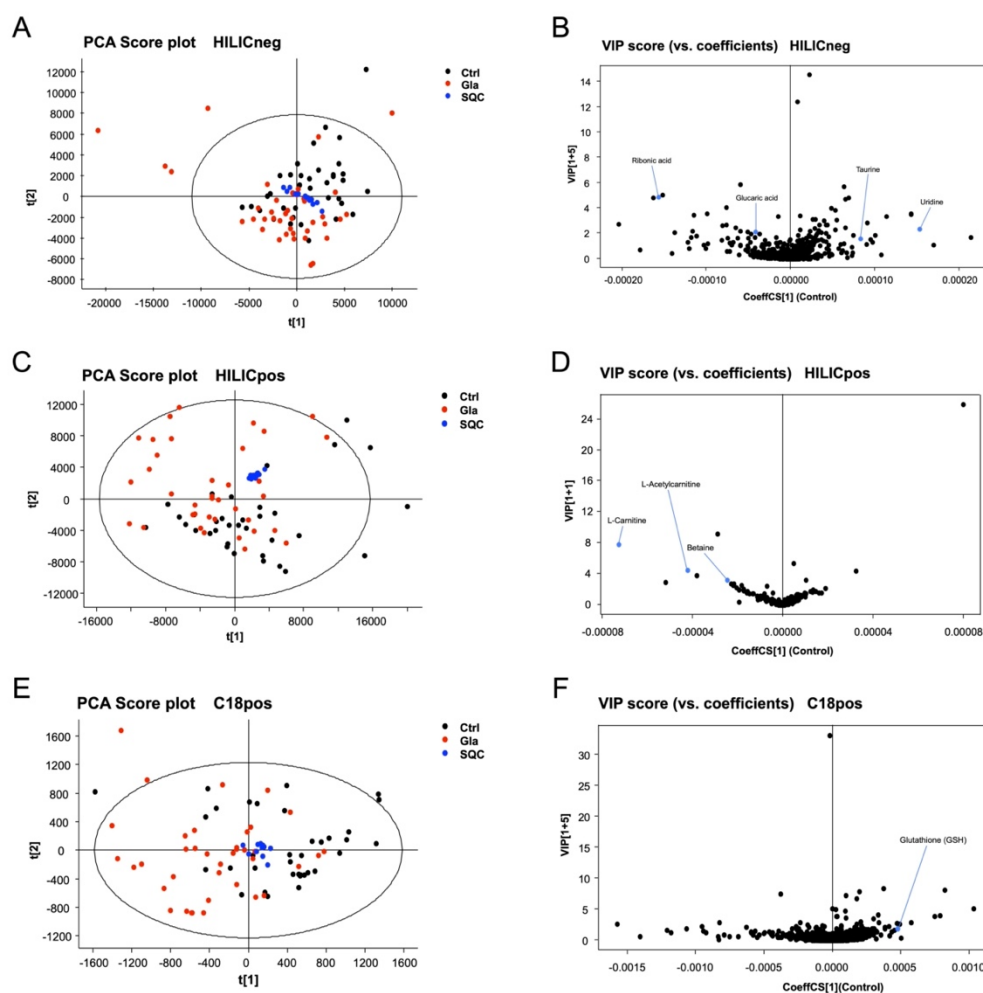 A
PCA Score plot HILICneg
12000
10000
8000
6000
4000
2000
0
-2000
-4000
-6000
-8000
t[2]
-20000 -15000 -10000 -5000 0 5000 10000
t[1]
Ctrl
Gla
SQC
B
VIP score (vs. coefficients) HILICneg
14
12
10
8
6
4
2
0
VIP[1+5]
Ribonic acid
Glucaric acid
Taurine
Uridine
-0.00020 -0.00010 0.00000 0.00010 0.00020
CoeffCS[1] (Control)
C
PCA Score plot HILICpos
12000
8000
4000
0
-4000
-8000
-12000
t[2]
-16000 -8000 0 8000 16000
t[1]
Ctrl
Gla
SQC
D
VIP score (vs. coefficients) HILICpos
24
20
16
12
8
4
0
VIP[1+1]
L-Acetylcarnitine
L-Carnitine
Betaine
-0.00008 -0.00004 0.00000 0.00004 0.00008
CoeffCS[1] (Control)
E
PCA Score plot C18pos
1600
1200
800
400
0
-400
-800
-1200
t[2]
-1600 -1200 -800 -400 0 400 800 1200 1600
t[1]
Ctrl
Gla
SQC
F
VIP score (vs. coefficients) C18pos
30
25
20
15
10
5
0
VIP[1+5]
Glutathione (GSH)
-0.0015 -0.0010 -0.0005 0.0000 0.0005 0.0010
CoeffCS[1](Control)